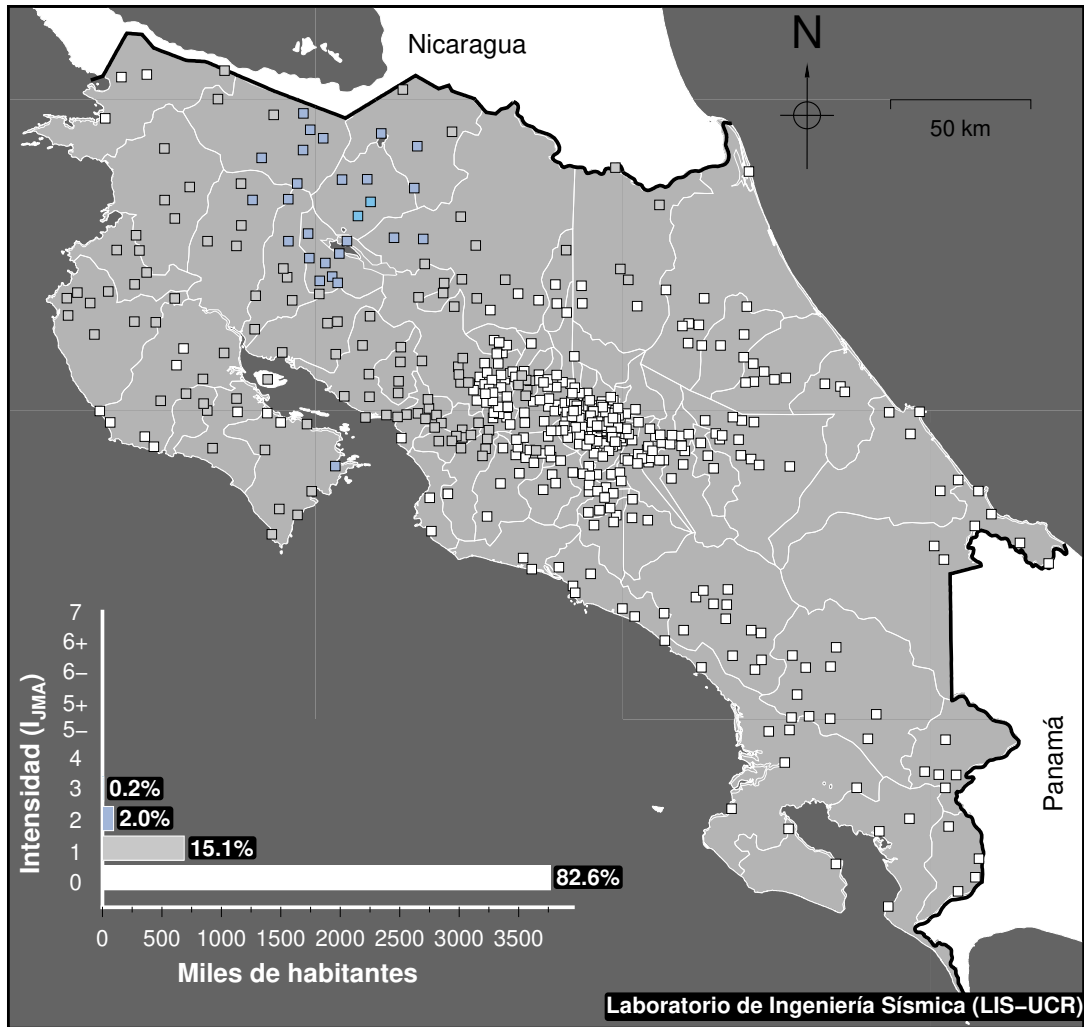 Nicaragua
N
50 km
Panamá
Intensidad (I_JMA)
7
6+
6−
5+
5−
4
3 0.2%
2 2.0%
1 15.1%
0 82.6%
0 500 1000 1500 2000 2500 3000 3500
Miles de habitantes
Laboratorio de Ingeniería Sísmica (LIS−UCR)